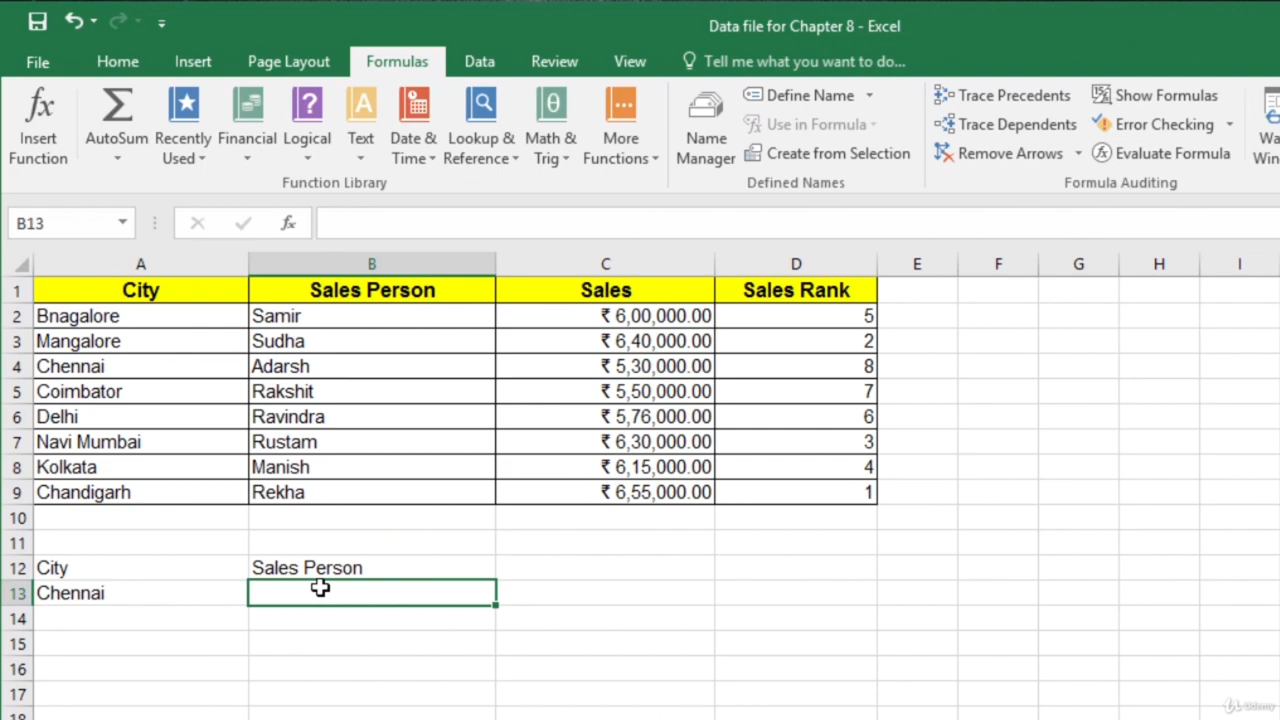 Data file for Chapter 8 - Excel
File Home Insert Page Layout Formulas Data Review View Tell me what you want to do...
fx Σ ? A θ
Insert Function
AutoSum
Recently Used
Financial
Logical
Text
Date & Time
Lookup & Reference
Math & Trig
More Functions
Function Library
Name Manager
Define Name
Use in Formula
Create from Selection
Defined Names
Trace Precedents
Trace Dependents
Remove Arrows
Show Formulas
Error Checking
Evaluate Formula
Formula Auditing
B13 fx
A B C D E F G H I
1 City Sales Person Sales Sales Rank
2 Bnagalore Samir ₹ 6,00,000.00 5
3 Mangalore Sudha ₹ 6,40,000.00 2
4 Chennai Adarsh ₹ 5,30,000.00 8
5 Coimbator Rakshit ₹ 5,50,000.00 7
6 Delhi Ravindra ₹ 5,76,000.00 6
7 Navi Mumbai Rustam ₹ 6,30,000.00 3
8 Kolkata Manish ₹ 6,15,000.00 4
9 Chandigarh Rekha ₹ 6,55,000.00 1
10
11
12 City Sales Person
13 Chennai
14
15
16
17
18
Udemy